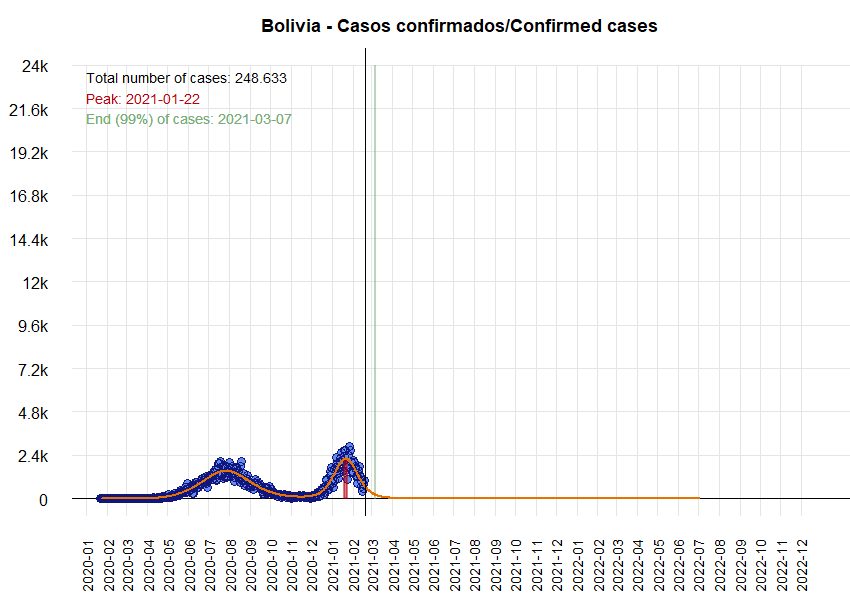 Bolivia - Casos confirmados/Confirmed cases
24k
21.6k
19.2k
16.8k
14.4k
12k
9.6k
7.2k
4.8k
2.4k
0
Total number of cases: 248.633
Peak: 2021-01-22
End (99%) of cases: 2021-03-07
2020-01
2020-02
2020-03
2020-04
2020-05
2020-06
2020-07
2020-08
2020-09
2020-10
2020-11
2020-12
2021-01
2021-02
2021-03
2021-04
2021-05
2021-06
2021-07
2021-08
2021-09
2021-10
2021-11
2021-12
2022-01
2022-02
2022-03
2022-04
2022-05
2022-06
2022-07
2022-08
2022-09
2022-10
2022-11
2022-12